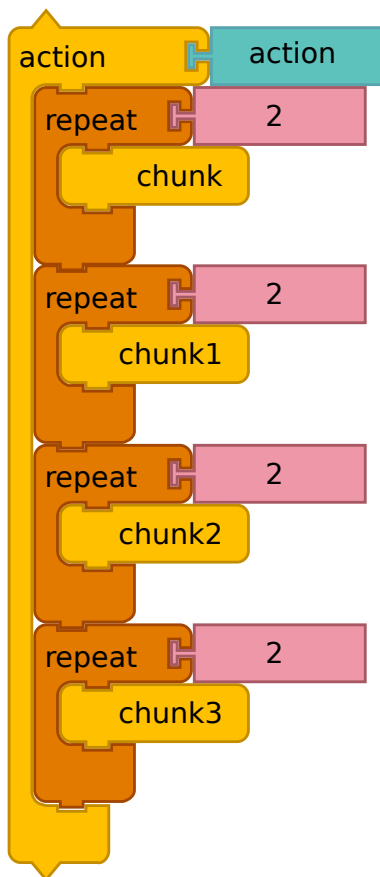 action action
repeat 2
chunk
repeat 2
chunk1
repeat 2
chunk2
repeat 2
chunk3